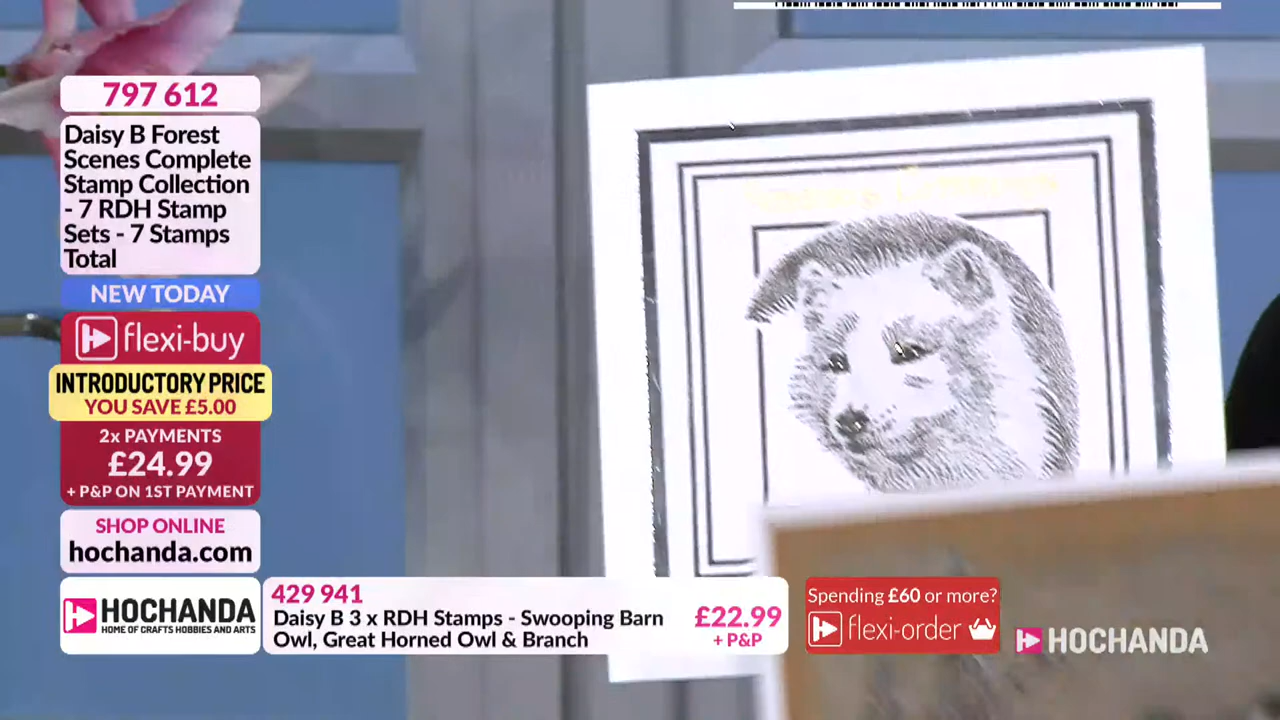 797 612
Daisy B Forest
Scenes Complete
Stamp Collection
- 7 RDH Stamp
Sets - 7 Stamps
Total
NEW TODAY
flexi-buy
INTRODUCTORY PRICE
YOU SAVE £5.00
2x PAYMENTS
£24.99
+ P&P ON 1ST PAYMENT
SHOP ONLINE
hochanda.com
HOCHANDA
HOME OF CRAFTS HOBBIES AND ARTS
429 941
Daisy B 3 x RDH Stamps - Swooping Barn
Owl, Great Horned Owl & Branch
£22.99
+ P&P
Spending £60 or more?
flexi-order
HOCHANDA